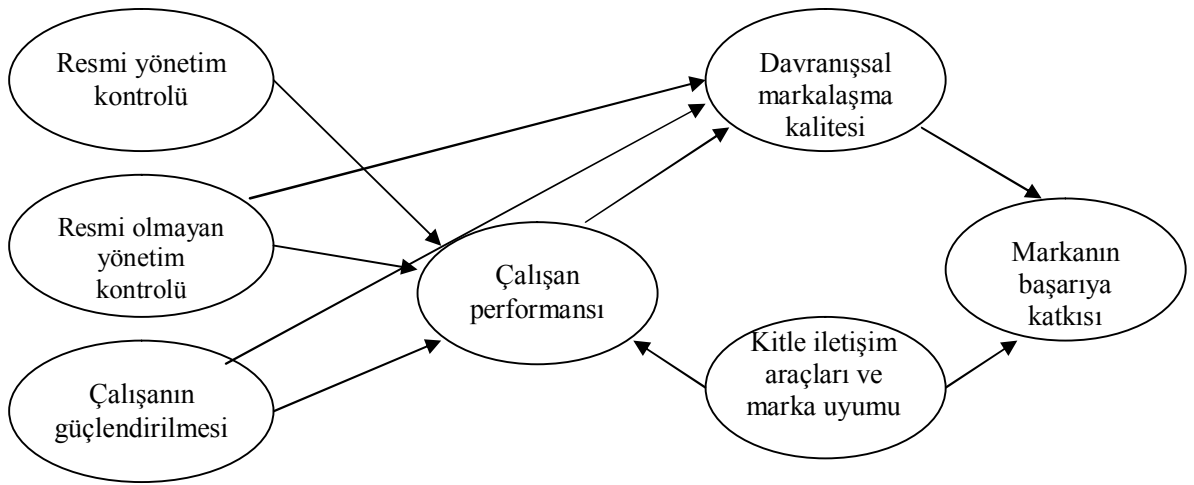 Resmi yönetim
kontrolü
Resmi olmayan
yönetim
kontrolü
Çalışanın
güçlendirilmesi
Çalışan
performansı
Davranışsal
markalaşma
kalitesi
Kitle iletişim
araçları ve
marka uyumu
Markanın
başarıya
katkısı